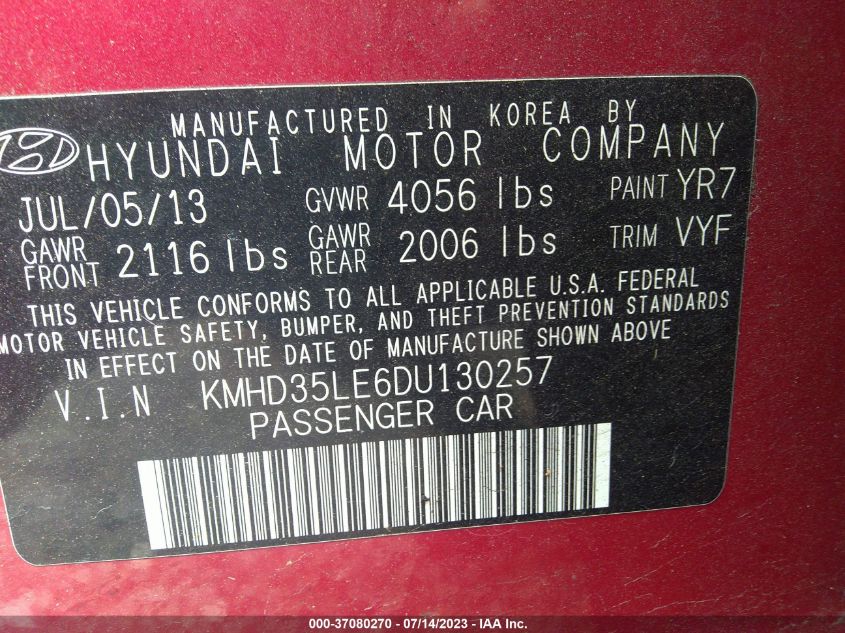 MANUFACTURED IN KOREA BY
HYUNDAI MOTOR COMPANY
JUL/05/13 GVWR 4056 lbs PAINT YR7
GAWR FRONT 2116 lbs GAWR REAR 2006 lbs TRIM VYF
THIS VEHICLE CONFORMS TO ALL APPLICABLE U.S.A. FEDERAL
MOTOR VEHICLE SAFETY, BUMPER, AND THEFT PREVENTION STANDARDS
IN EFFECT ON THE DATE OF MANUFACTURE SHOWN ABOVE
V.I.N KMHD35LE6DU130257
PASSENGER CAR
000-37080270 - 07/14/2023 - IAA Inc.